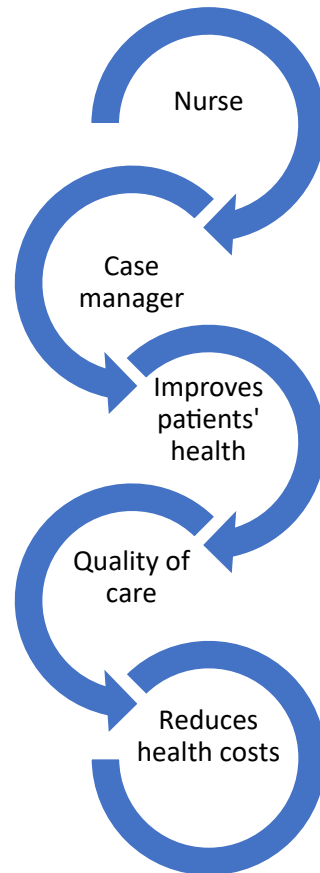 Nurse
Case
manager
Improves
patients'
health
Quality of
care
Reduces
health costs